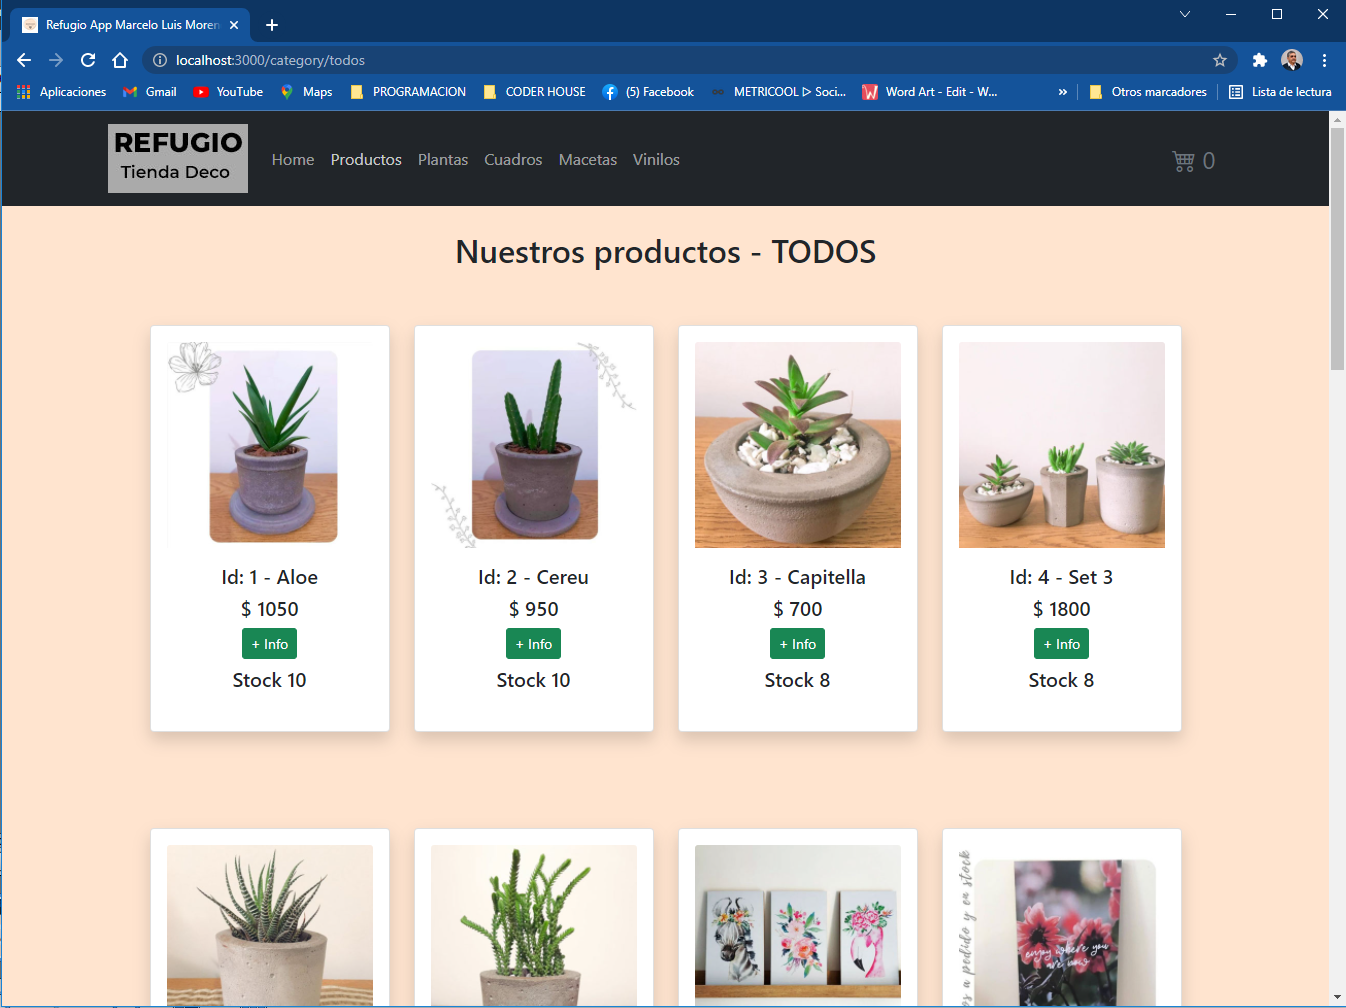 Refugio App Marcelo Luis Moren
localhost:3000/category/todos
Aplicaciones
Gmail
YouTube
Maps
PROGRAMACION
CODER HOUSE
(5) Facebook
METRICOOL ▷ Soci...
Word Art - Edit - W...
»
Otros marcadores
Lista de lectura
REFUGIO
Tienda Deco
Home
Productos
Plantas
Cuadros
Macetas
Vinilos
0
Nuestros productos - TODOS
Id: 1 - Aloe
$ 1050
+ Info
Stock 10
Id: 2 - Cereu
$ 950
+ Info
Stock 10
Id: 3 - Capitella
$ 700
+ Info
Stock 8
Id: 4 - Set 3
$ 1800
+ Info
Stock 8
a pedido y en stock
enjoy where you
are now